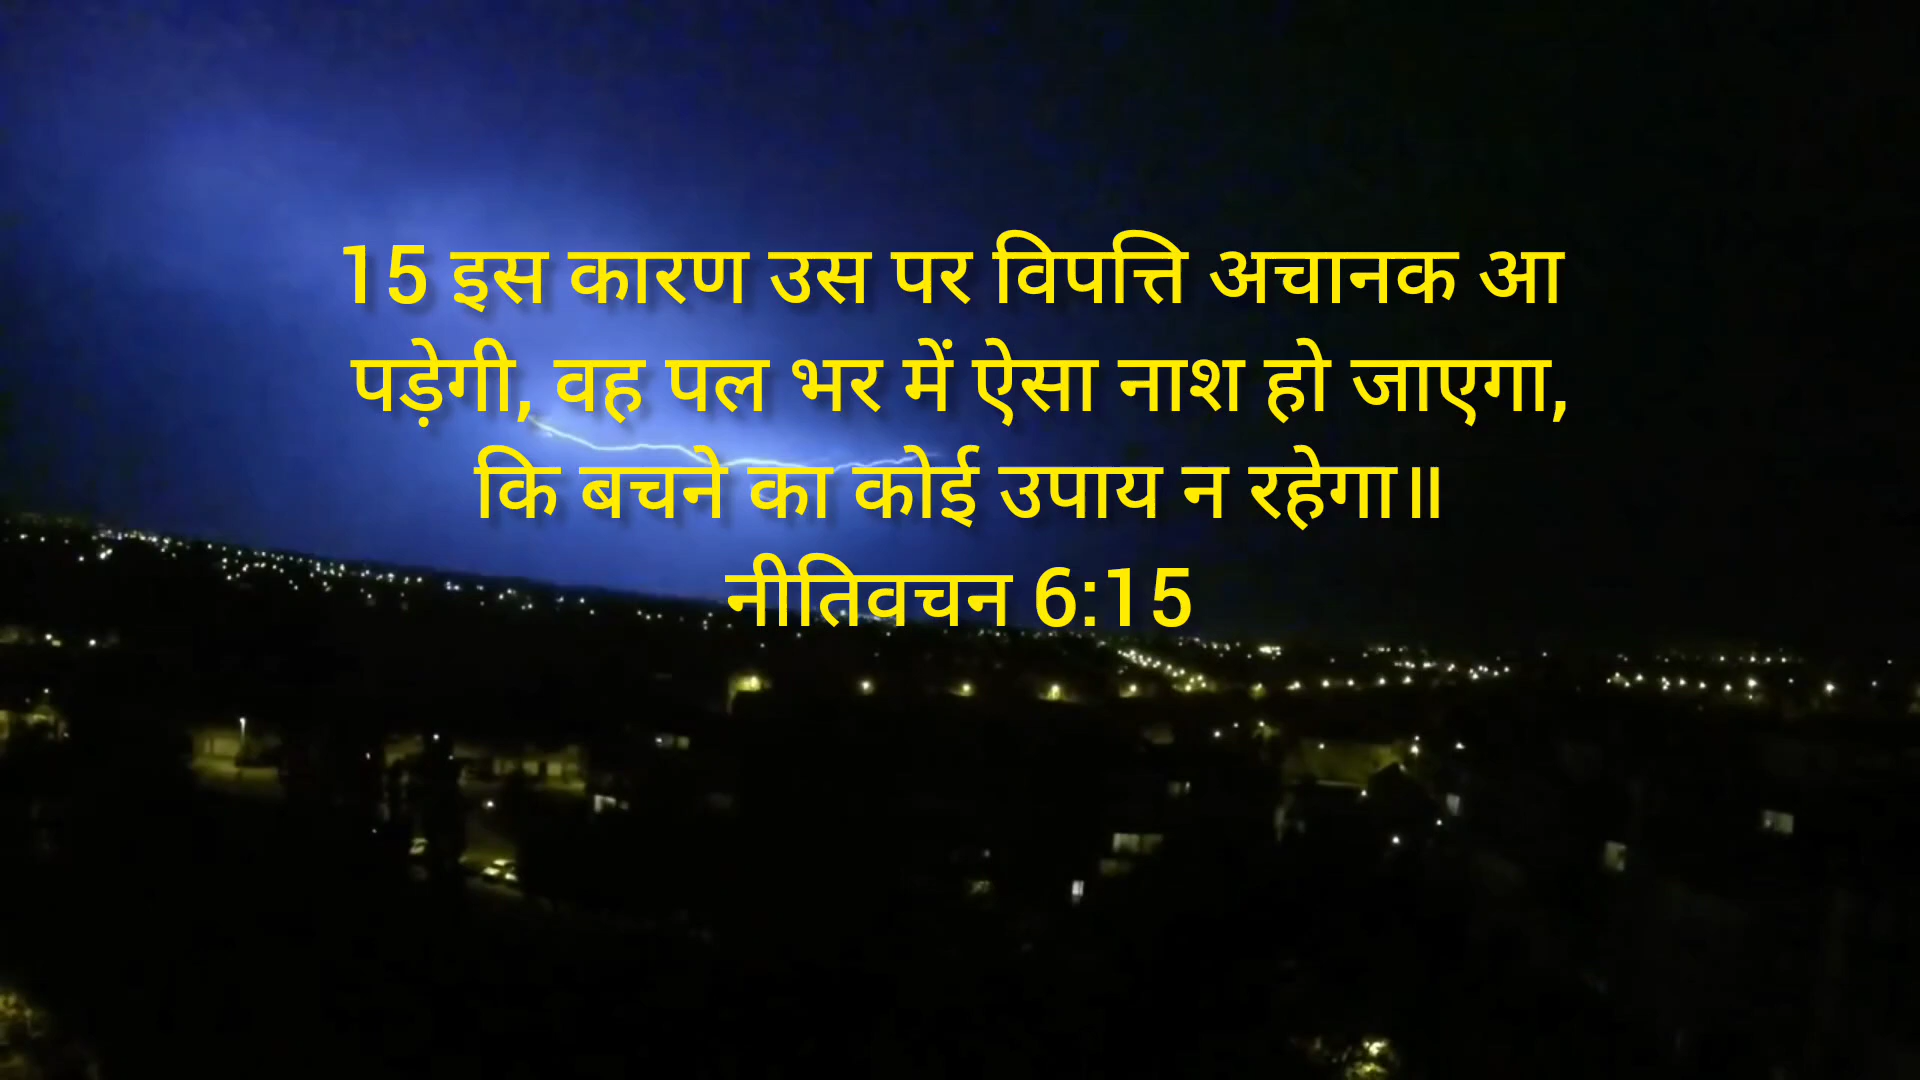 15 इस कारण उस पर विपत्ति अचानक आ
पड़ेगी, वह पल भर में ऐसा नाश हो जाएगा,
कि बचने का कोई उपाय न रहेगा॥
नीतिवचन 6:15